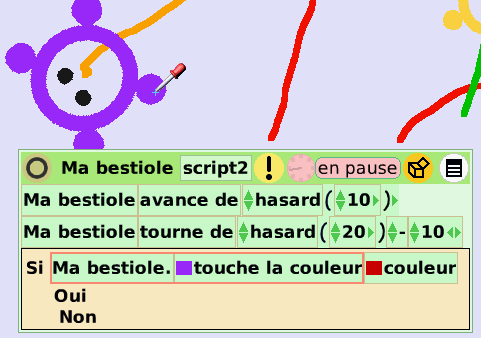 Ma bestiole script2 ! en pause
Ma bestiole avance de hasard ( 10 )
Ma bestiole tourne de hasard ( 20 ) - 10
Si Ma bestiole. touche la couleur couleur
Oui
Non